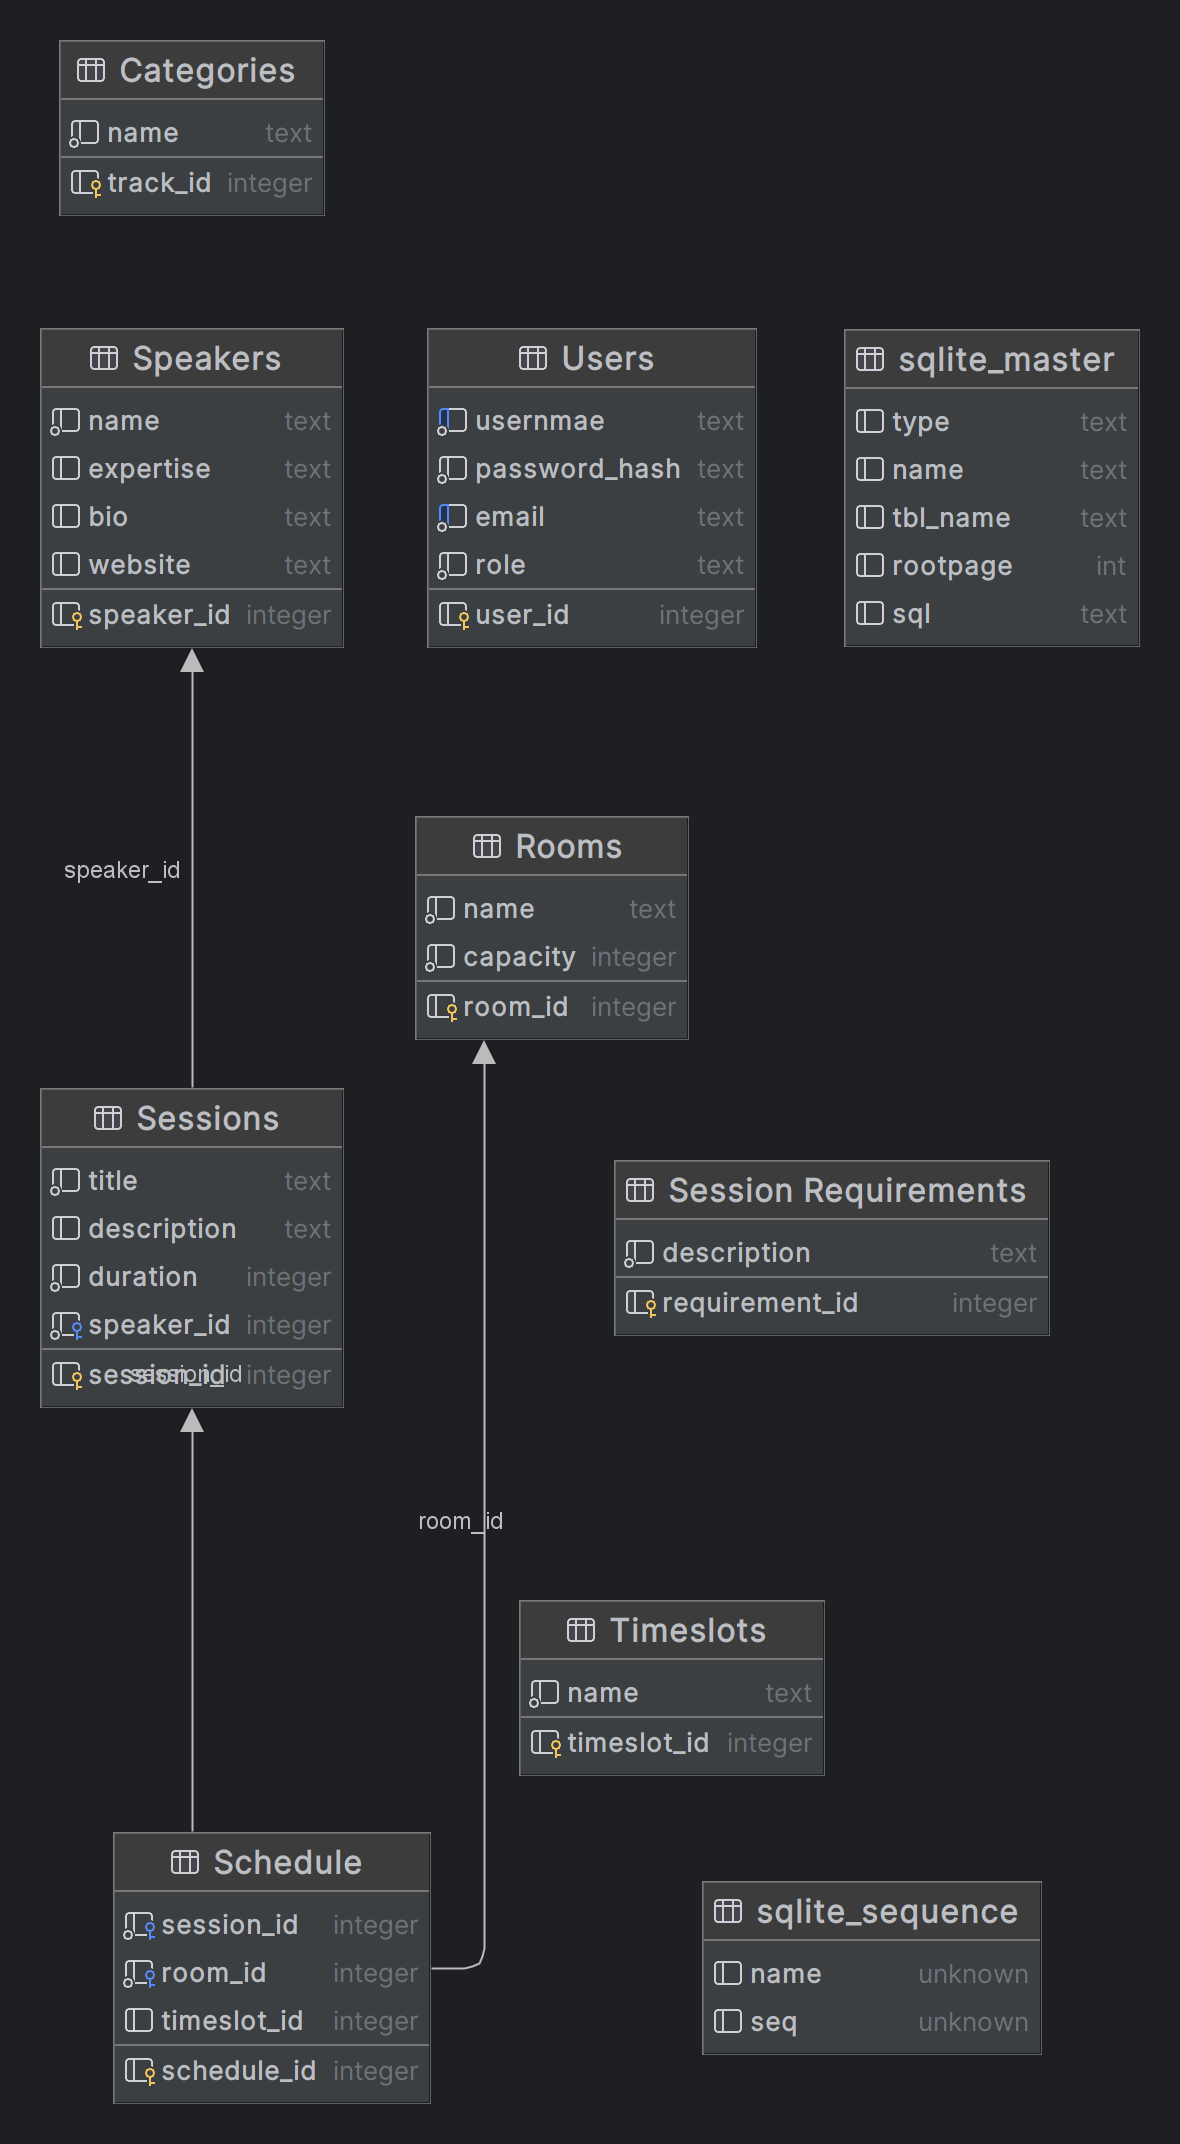 Categories
name text
track_id integer
Speakers
name text
expertise text
bio text
website text
speaker_id integer
Users
usernmae text
password_hash text
email text
role text
user_id integer
sqlite_master
type text
name text
tbl_name text
rootpage int
sql text
speaker_id
Rooms
name text
capacity integer
room_id integer
Sessions
title text
description text
duration integer
speaker_id integer
session_id integer
session_id
Session Requirements
description text
requirement_id integer
room_id
Timeslots
name text
timeslot_id integer
Schedule
session_id integer
room_id integer
timeslot_id integer
schedule_id integer
sqlite_sequence
name unknown
seq unknown